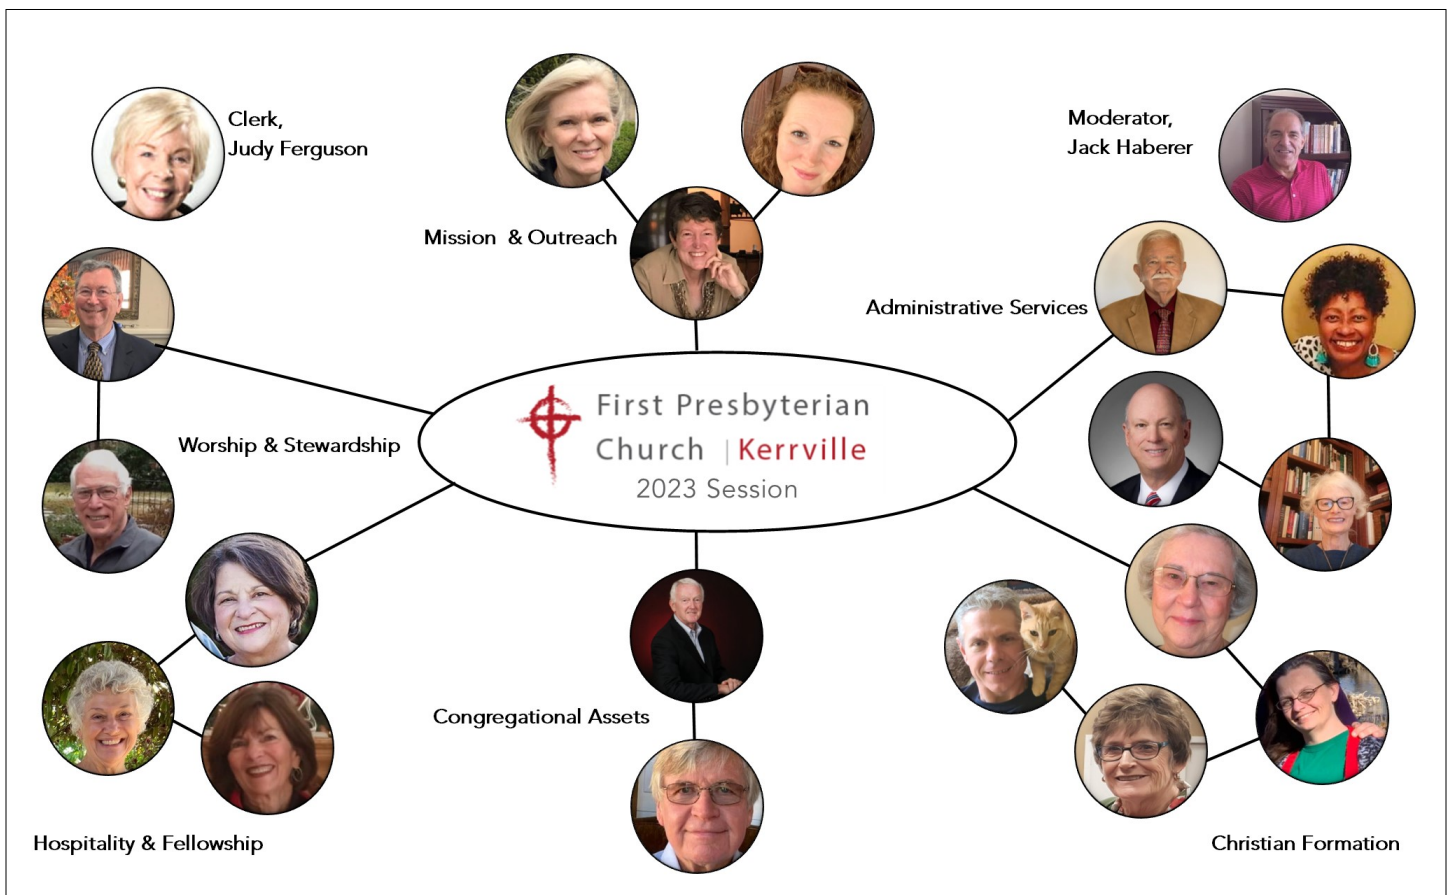 Clerk,
Judy Ferguson
Moderator,
Jack Haberer
Mission & Outreach
Administrative Services
First Presbyterian
Church | Kerrville
2023 Session
Worship & Stewardship
Congregational Assets
Hospitality & Fellowship
Christian Formation